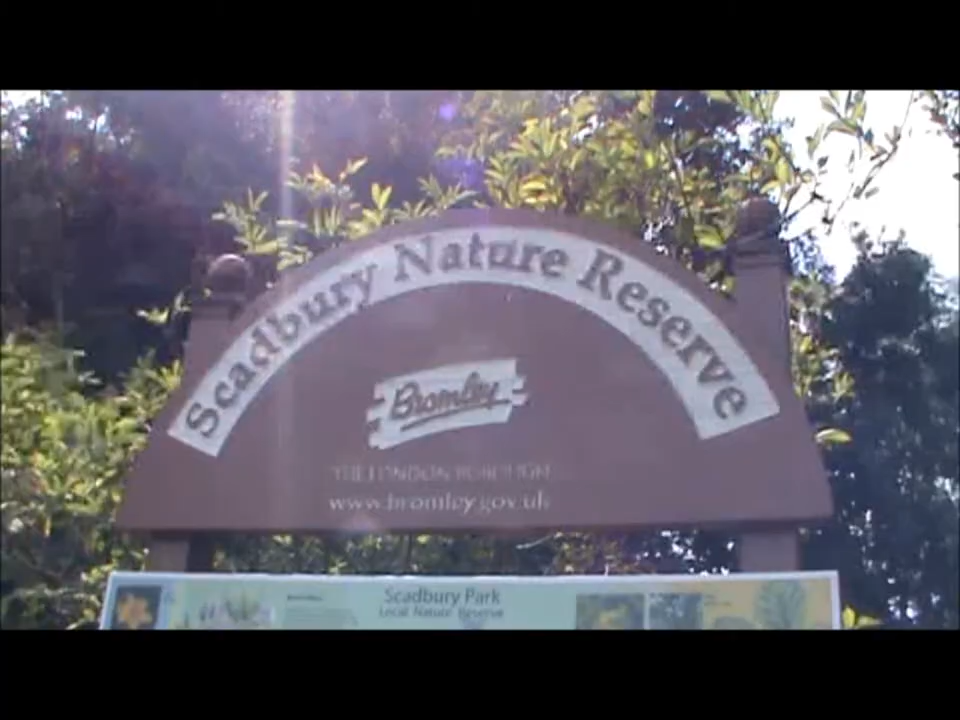 Scadbury Nature Reserve
Bromley
THE LONDON BOROUGH
www.bromley.gov.uk
Scadbury Park
Local Nature Reserve